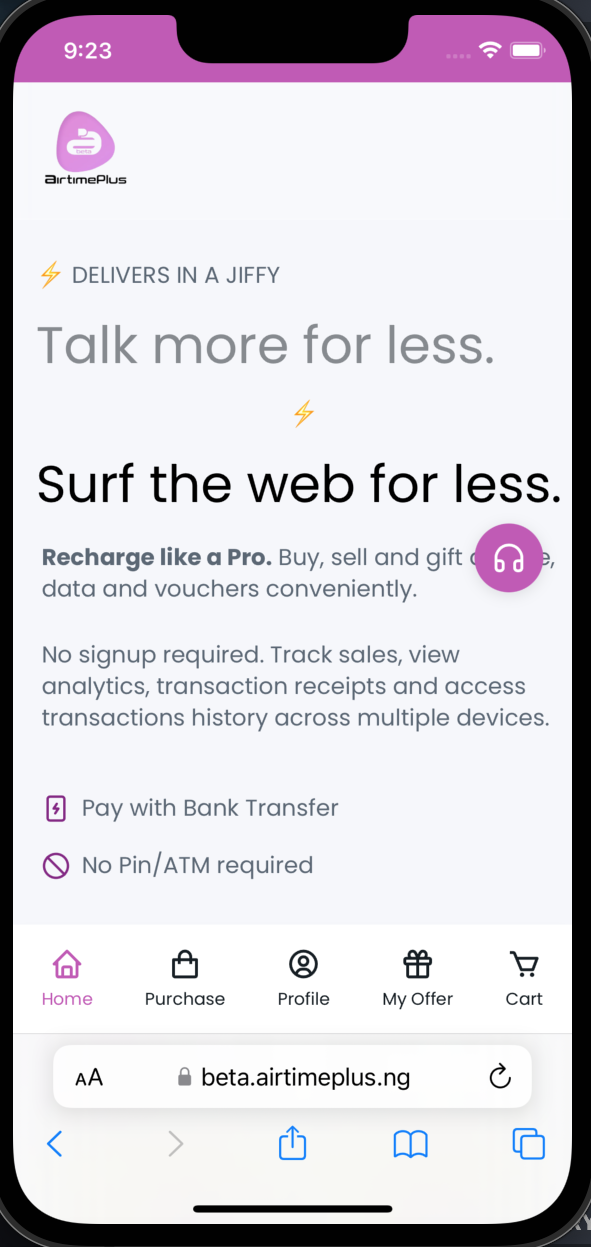 9:23
AirtimePlus
⚡ DELIVERS IN A JIFFY
Talk more for less.
⚡
Surf the web for less.
Recharge like a Pro. Buy, sell and gift
data and vouchers conveniently.
No signup required. Track sales, view
analytics, transaction receipts and access
transactions history across multiple devices.
Pay with Bank Transfer
No Pin/ATM required
Home
Purchase
Profile
My Offer
Cart
AA
beta.airtimeplus.ng